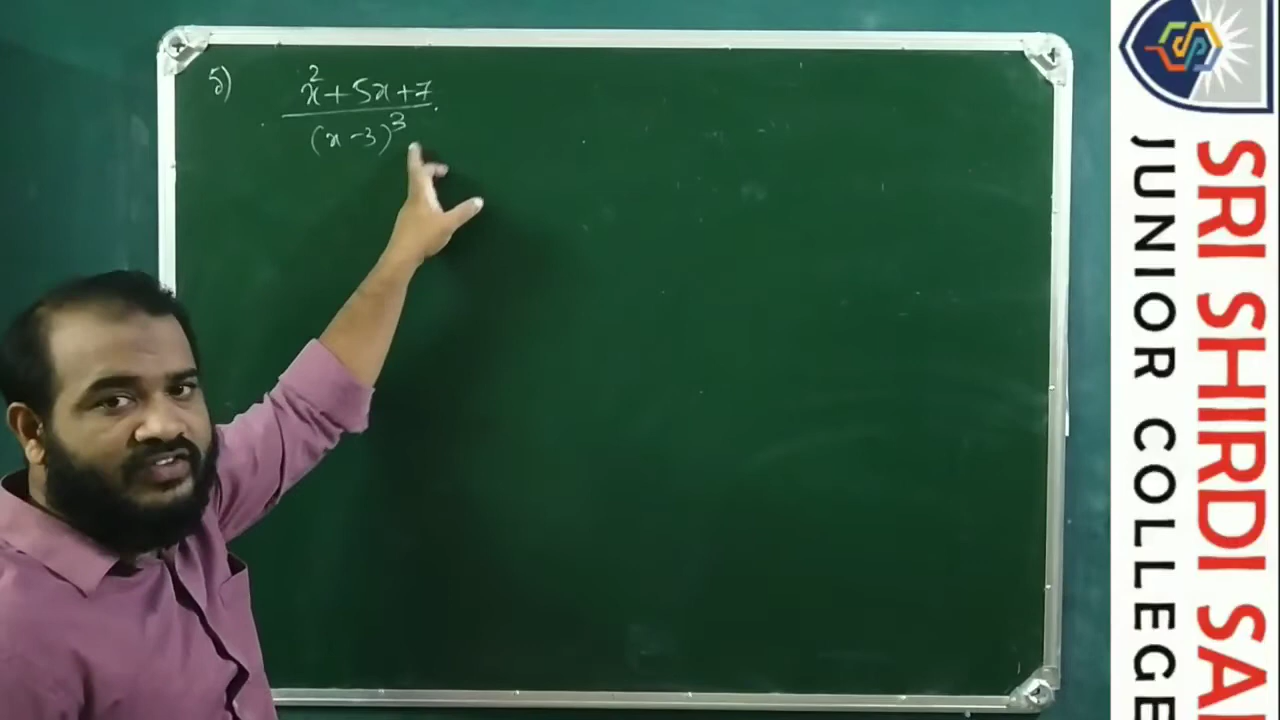 5) x² + 5x + 7
(x - 3)³
SRI SHIRDI SAI
JUNIOR COLLEGE